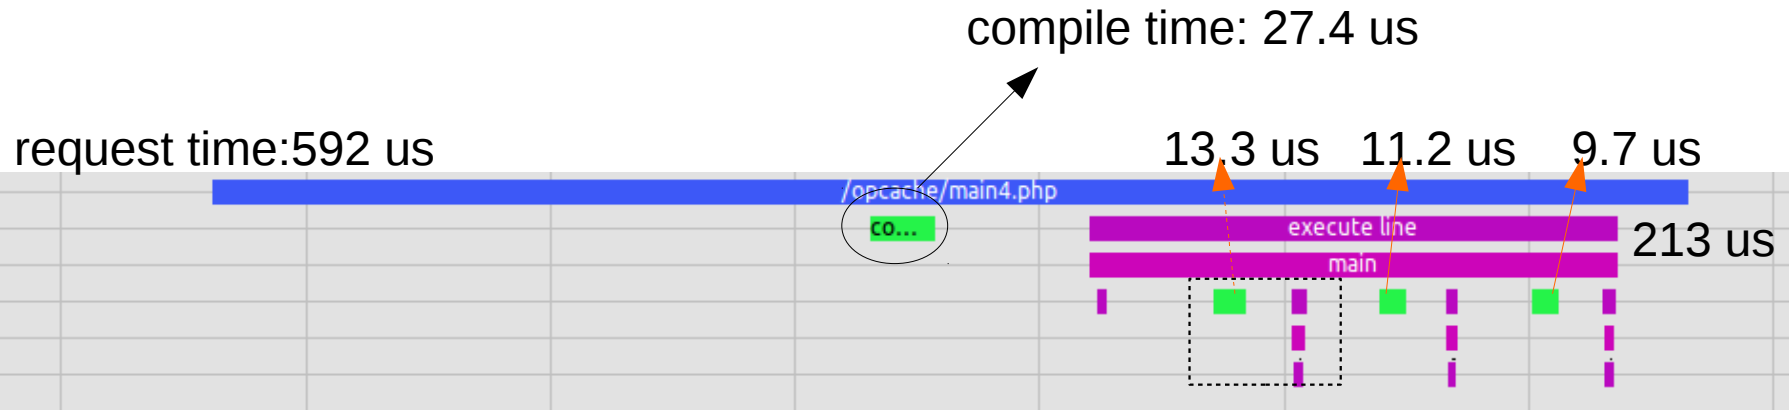 compile time: 27.4 us
request time:592 us
13.3 us
11.2 us
9.7 us
/opcache/main4.php
co...
execute line
213 us
main